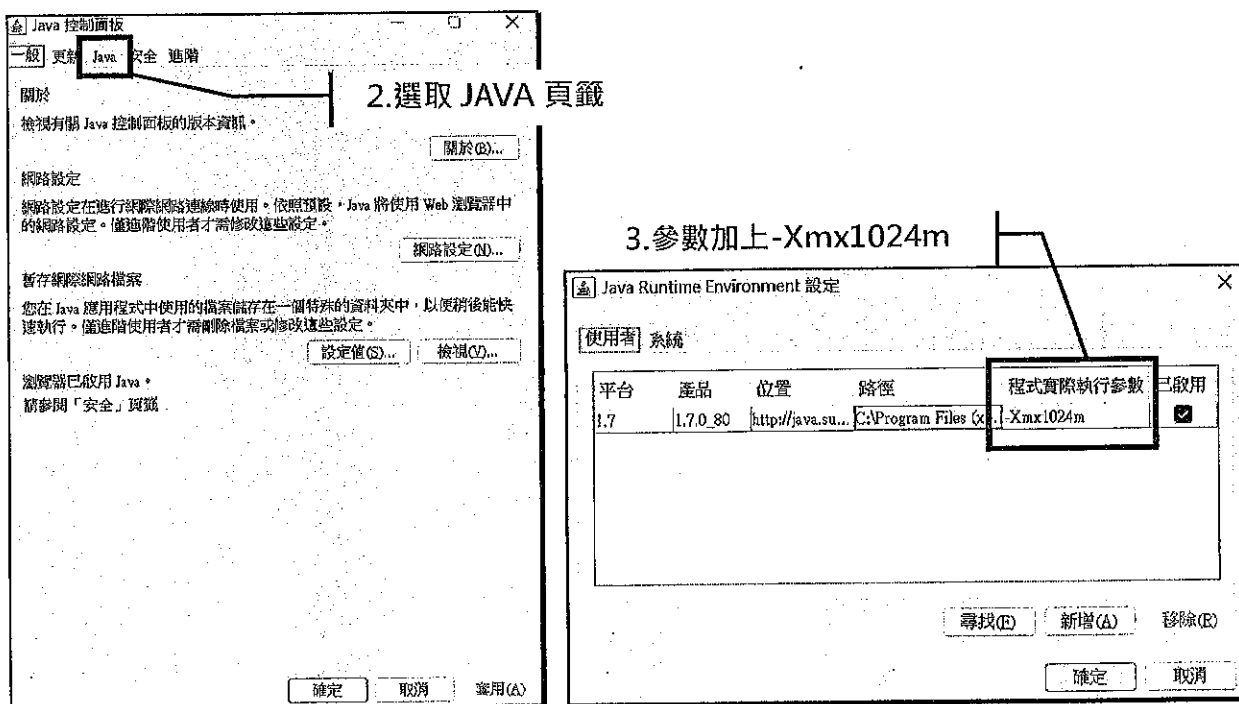 Java 控制面板
一般 更新 Java 安全 進階
2.選取 JAVA 頁籤
關於
檢視有關 Java 控制面板的版本資訊。
關於(B)...
網路設定
網路設定在進行網際網路連線時使用。依照預設,Java 將使用 Web 瀏覽器中
的網路設定。僅進階使用者才需修改這些設定。
網路設定(N)...
暫存網際網路檔案
您在 Java 應用程式中使用的檔案儲存在一個特殊的資料夾中,以便稍後能快
速執行。僅進階使用者才需刪除檔案或修改這些設定。
設定值(S)... 檢視(V)...
瀏覽器已啟用 Java。
請參閱「安全」頁籤
確定 取消 套用(A)
3.參數加上-Xmx1024m
Java Runtime Environment 設定
使用者 系統
平台 產品 位置 路徑 程式實際執行參數 已啟用
1.7 1.7.0_80 http://java.su... C:\Program Files (x... -Xmx1024m
尋找(F) 新增(A) 移除(R)
確定 取消